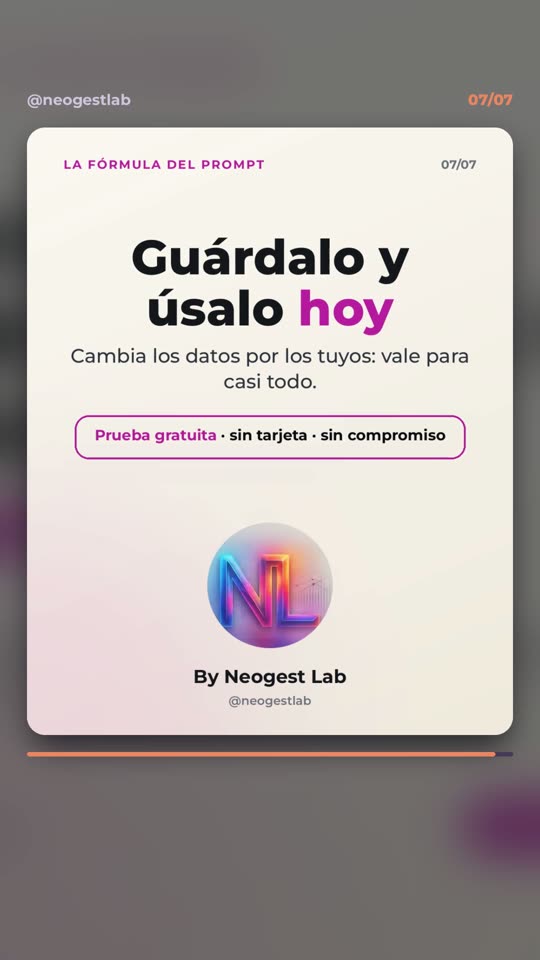 @neogestlab
07/07
LA FÓRMULA DEL PROMPT
07/07
Guárdalo y
úsalo hoy
Cambia los datos por los tuyos: vale para
casi todo.
Prueba gratuita · sin tarjeta · sin compromiso
NL
By Neogest Lab
@neogestlab